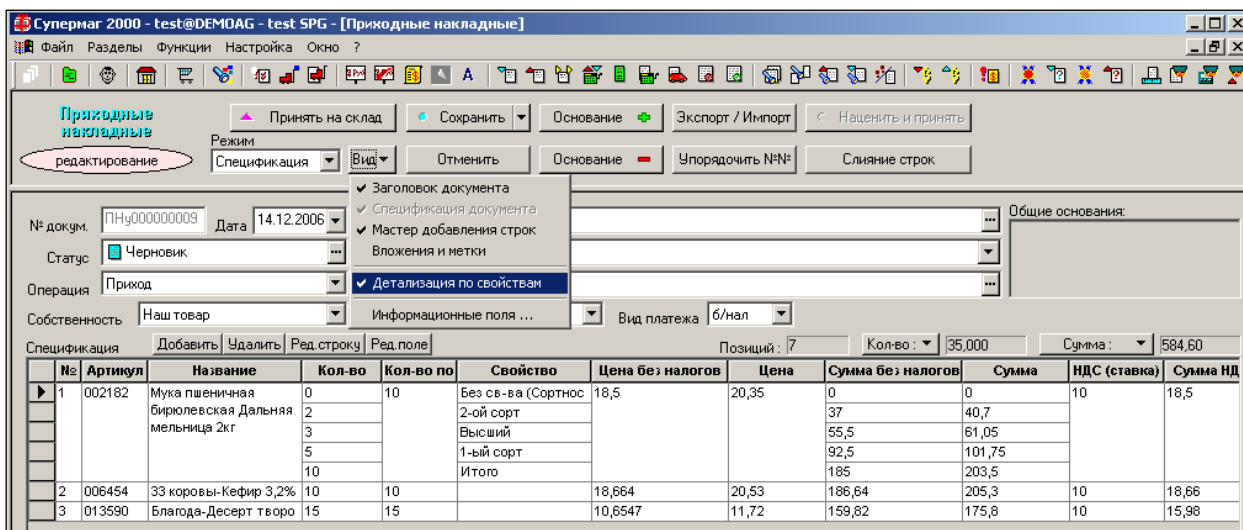 Супермаг 2000 - test@DEMOAG - test SPG - [Приходные накладные]
Файл Разделы Функции Настройка Окно ?
Приходные накладные
Принять на склад Сохранить Основание Экспорт / Импорт Наценить и принять
редактирование
Режим
Спецификация Вид Отменить Основание Упорядочить №№ Слияние строк
Заголовок документа
Спецификация документа
Мастер добавления строк
Вложения и метки
Детализация по свойствам
Информационные поля ...
№ докум. ПНу000000009 Дата 14.12.2006 Общие основания:
Статус Черновик
Операция Приход
Собственность Наш товар Вид платежа б/нал
Спецификация Добавить Удалить Ред.строку Ред.поле Позиций : 7 Кол-во : 35,000 Сумма : 584,60
№ Артикул Название Кол-во Кол-во по Свойство Цена без налогов Цена Сумма без налогов Сумма НДС (ставка) Сумма НД
1 002182 Мука пшеничная 0 10 Без св-ва (Сортнос 18,5 20,35 0 0 10 18,5
бирюлевская Дальняя 2 2-ой сорт 37 40,7
мельница 2кг 3 Высший 55,5 61,05
5 1-ый сорт 92,5 101,75
10 Итого 185 203,5
2 006454 33 коровы-Кефир 3,2% 10 10 18,664 20,53 186,64 205,3 10 18,66
3 013590 Благода-Десерт творо 15 15 10,6547 11,72 159,82 175,8 10 15,98